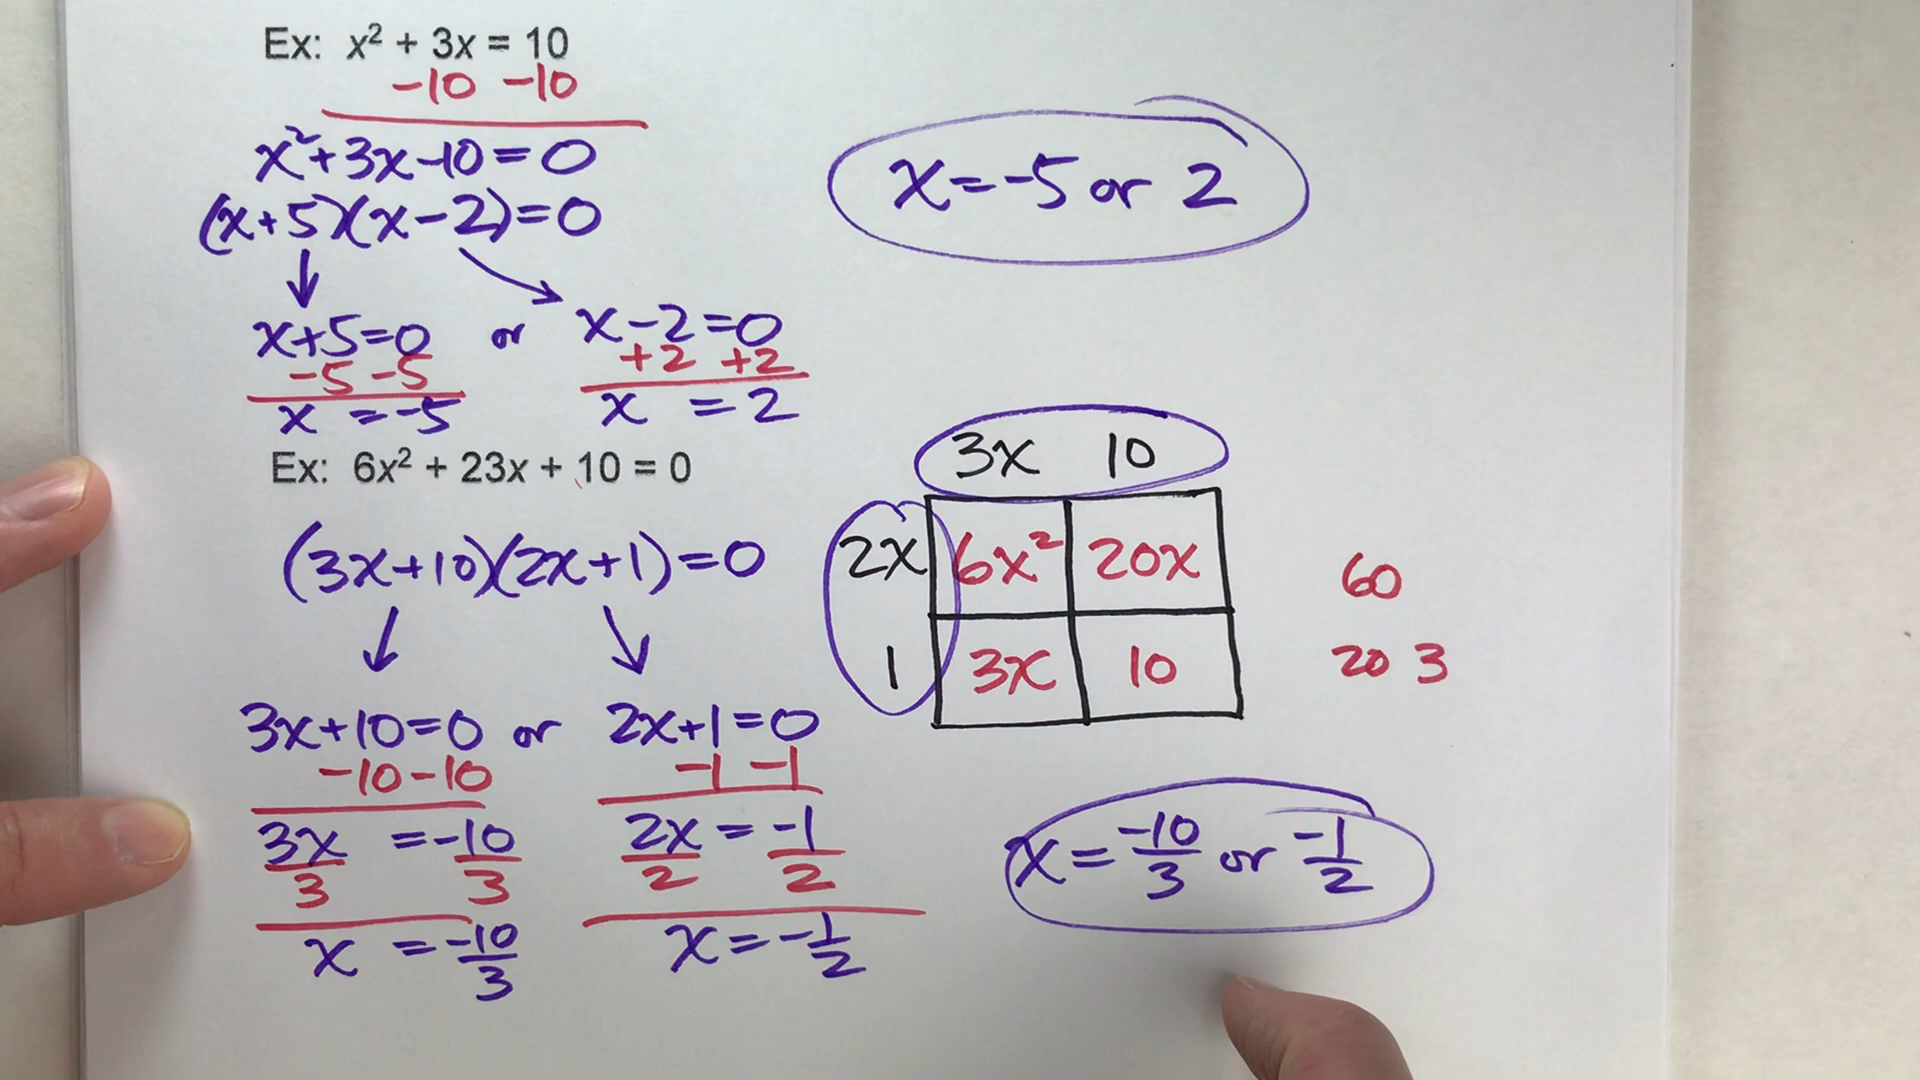 Ex: x² + 3x = 10
-10 -10
x²+3x-10=0
(x+5)(x-2)=0
x=-5 or 2
x+5=0 or x-2=0
-5 -5 +2 +2
x =-5 x =2
Ex: 6x² + 23x + 10 = 0
3x 10
(3x+10)(2x+1)=0
2x 6x² 20x
60
1 3x 10
20 3
3x+10=0 or 2x+1=0
-10-10 -1 -1
3x/3 =-10/3 2x/2 = -1/2
x =-10/3 x=-1/2
x=-10/3 or -1/2